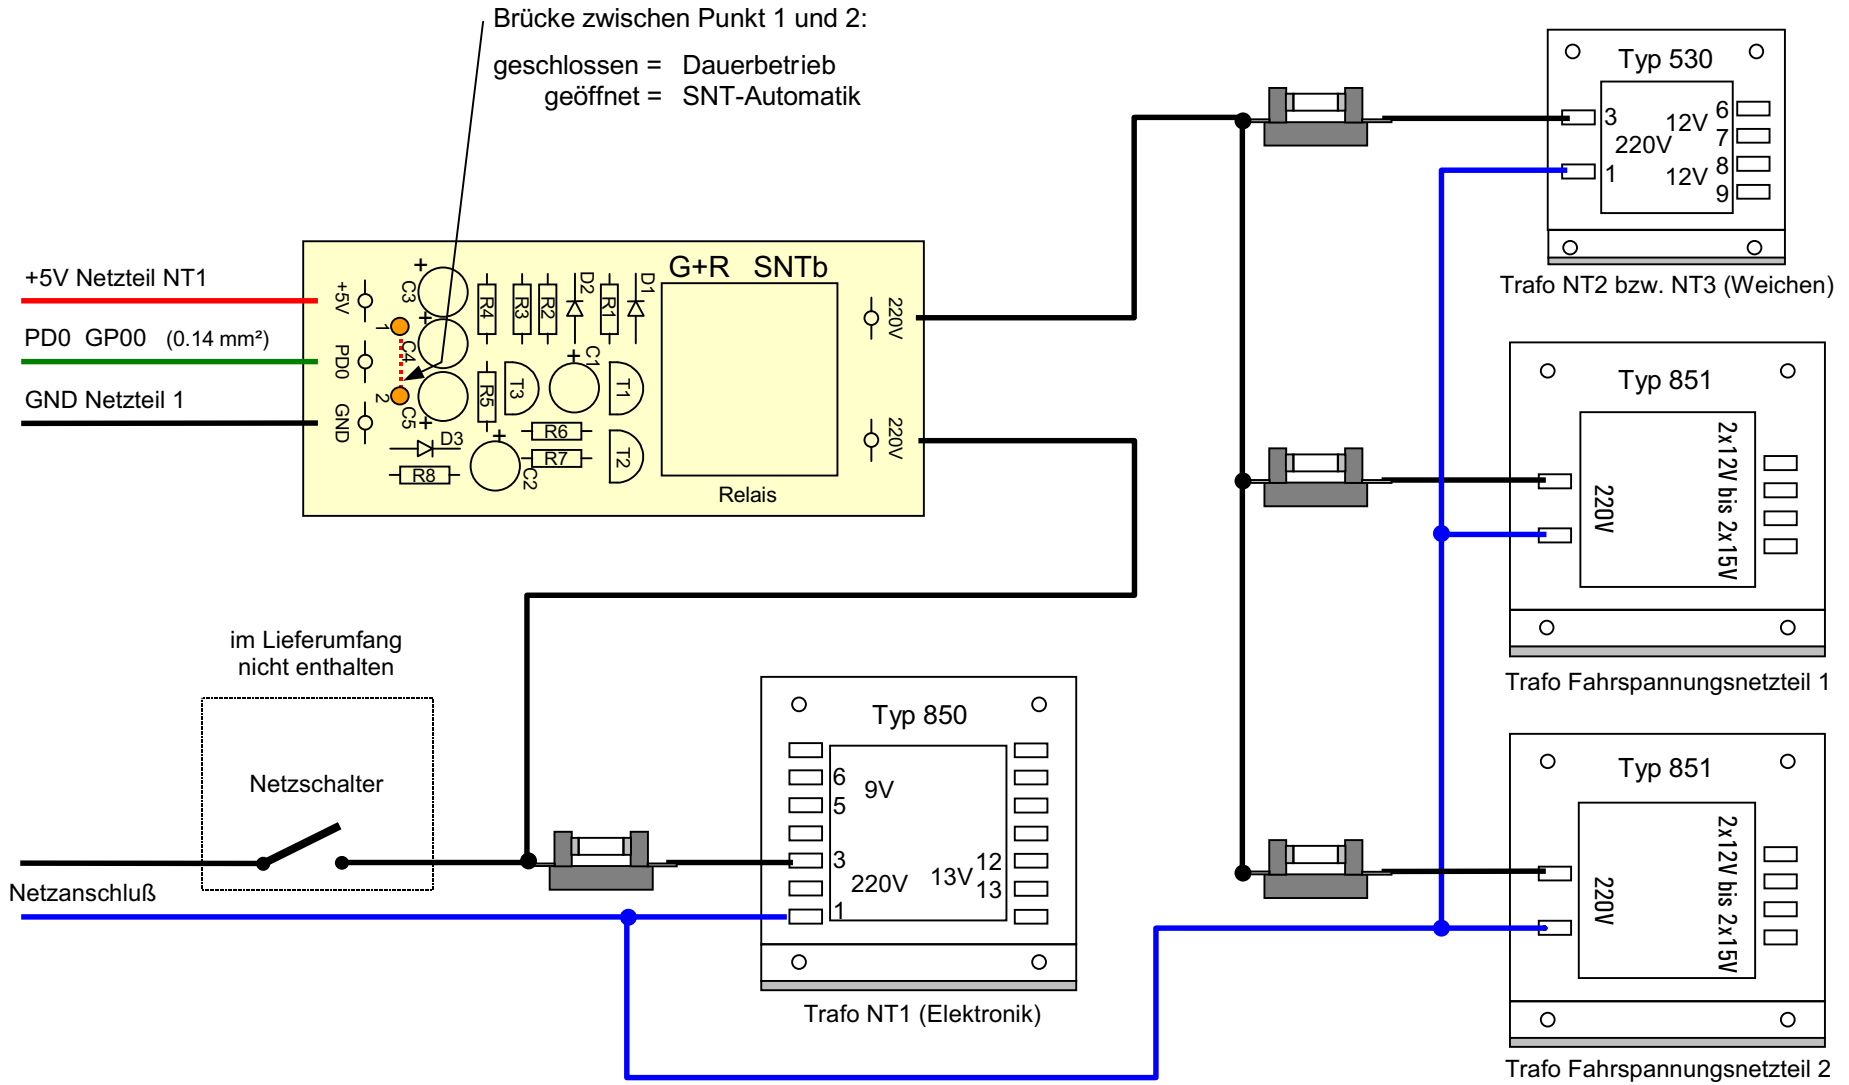 Brücke zwischen Punkt 1 und 2:
geschlossen = Dauerbetrieb
geöffnet = SNT-Automatik
+5V Netzteil NT1
PD0 GP00 (0.14 mm²)
GND Netzteil 1
G+R SNTb
+5V
PD0
GND
1
2
+
C3
+
C4
C5
+
R4
R3
R2
D2
R1
D1
R5
T3
+
C1
T1
D3
R8
+
C2
R6
R7
T2
Relais
220V
220V
Typ 530
3
220V
1
12V
12V
6
7
8
9
Trafo NT2 bzw. NT3 (Weichen)
Typ 851
220V
2x12V bis 2x15V
Trafo Fahrspannungsnetzteil 1
im Lieferumfang
nicht enthalten
Netzschalter
Netzanschluß
Typ 850
6
5
9V
3
220V
1
13V
12
13
Trafo NT1 (Elektronik)
Typ 851
220V
2x12V bis 2x15V
Trafo Fahrspannungsnetzteil 2